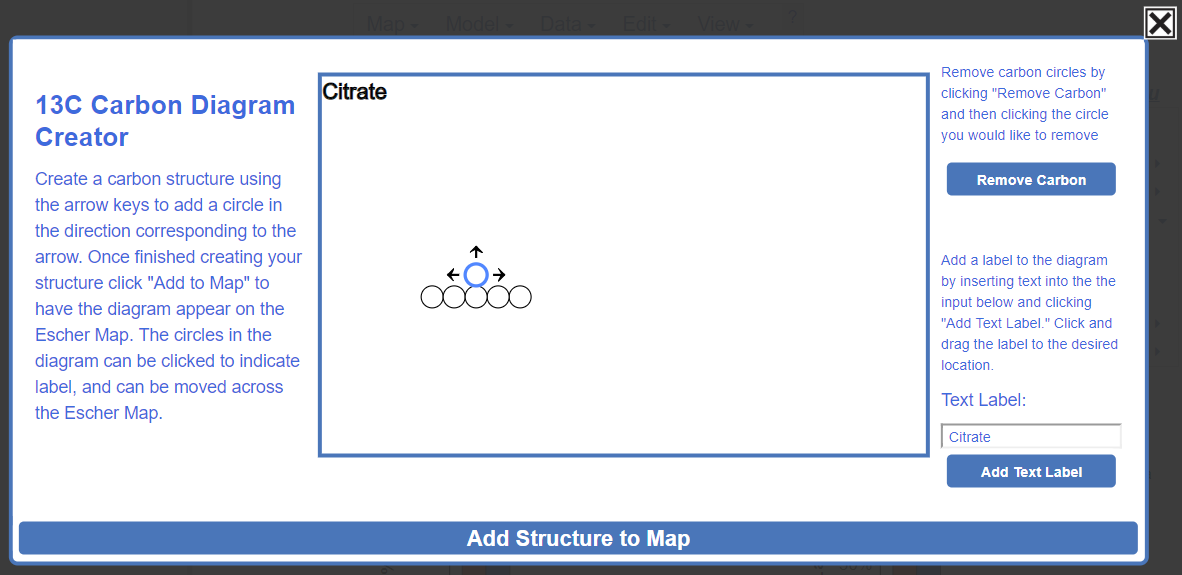 Map
Model
Data
Edit
View
?
13C Carbon Diagram
Creator
Create a carbon structure using
the arrow keys to add a circle in
the direction corresponding to the
arrow. Once finished creating your
structure click "Add to Map" to
have the diagram appear on the
Escher Map. The circles in the
diagram can be clicked to indicate
label, and can be moved across
the Escher Map.
Citrate
Remove carbon circles by
clicking "Remove Carbon"
and then clicking the circle
you would like to remove
Remove Carbon
Add a label to the diagram
by inserting text into the the
input below and clicking
"Add Text Label." Click and
drag the label to the desired
location.
Text Label:
Citrate
Add Text Label
Add Structure to Map